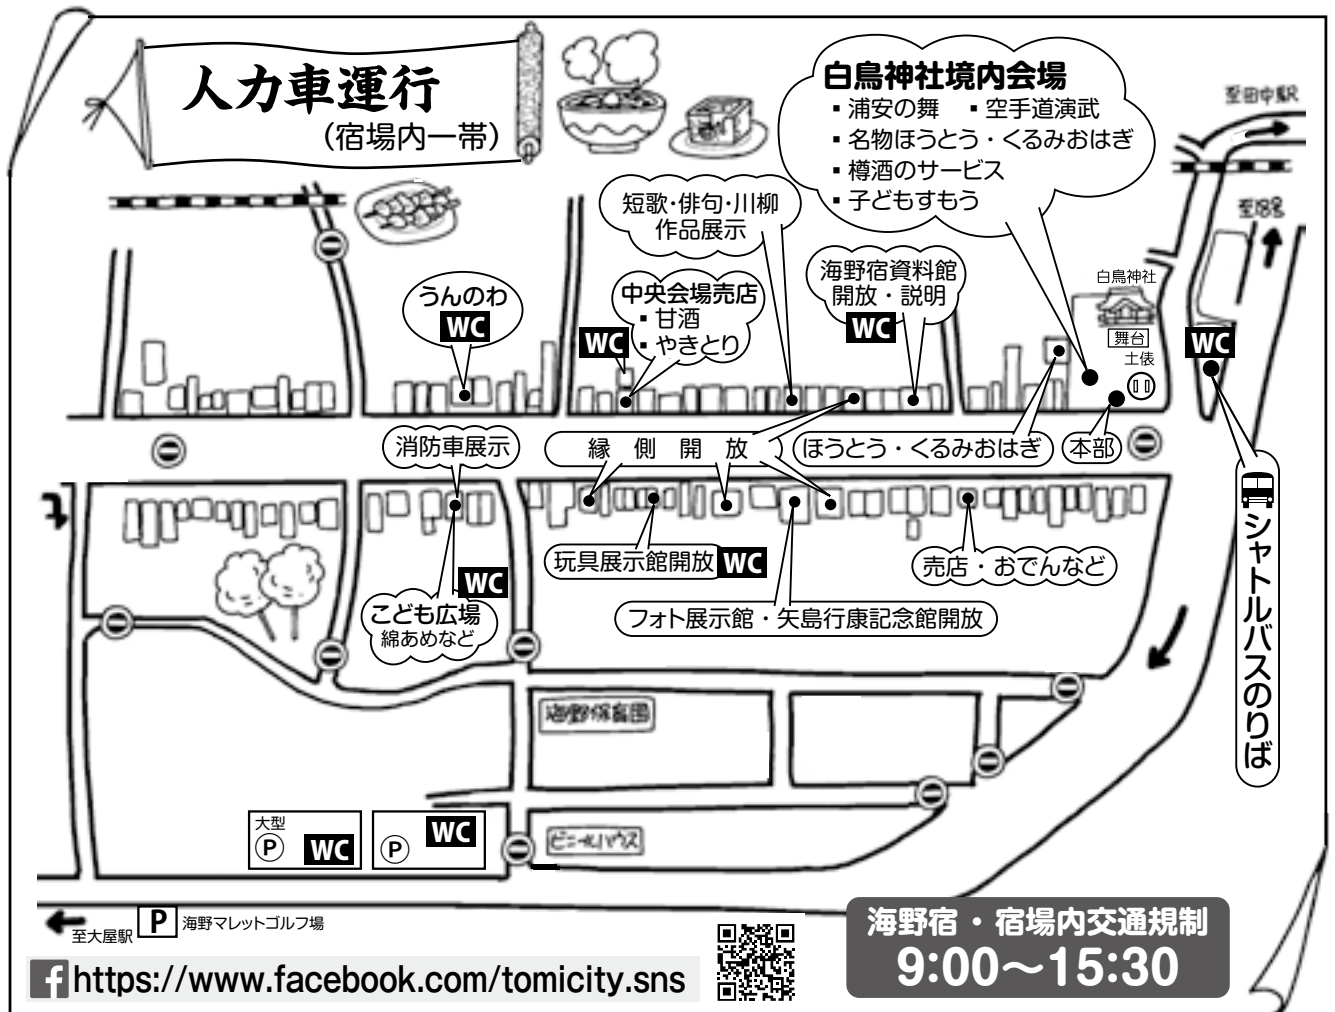 人力車運行
(宿場内一帯)
白鳥神社境内会場
▪ 浦安の舞 ▪ 空手道演武
▪ 名物ほうとう・くるみおはぎ
▪ 樽酒のサービス
▪ 子どもすもう
至田中駅
至18号
短歌・俳句・川柳
作品展示
海野宿資料館
開放・説明
WC
うんのわ
WC
中央会場売店
▪ 甘酒
▪ やきとり
WC
白鳥神社
舞台
土俵
WC
消防車展示
縁側開放
ほうとう・くるみおはぎ
本部
シャトルバスのりば
玩具展示館開放 WC
売店・おでんなど
WC
こども広場
綿あめなど
フォト展示館・矢島行康記念館開放
海野保育園
ビニールハウス
大型
P WC
P WC
至大屋駅 P 海野マレットゴルフ場
海野宿・宿場内交通規制
9:00〜15:30
f https://www.facebook.com/tomicity.sns